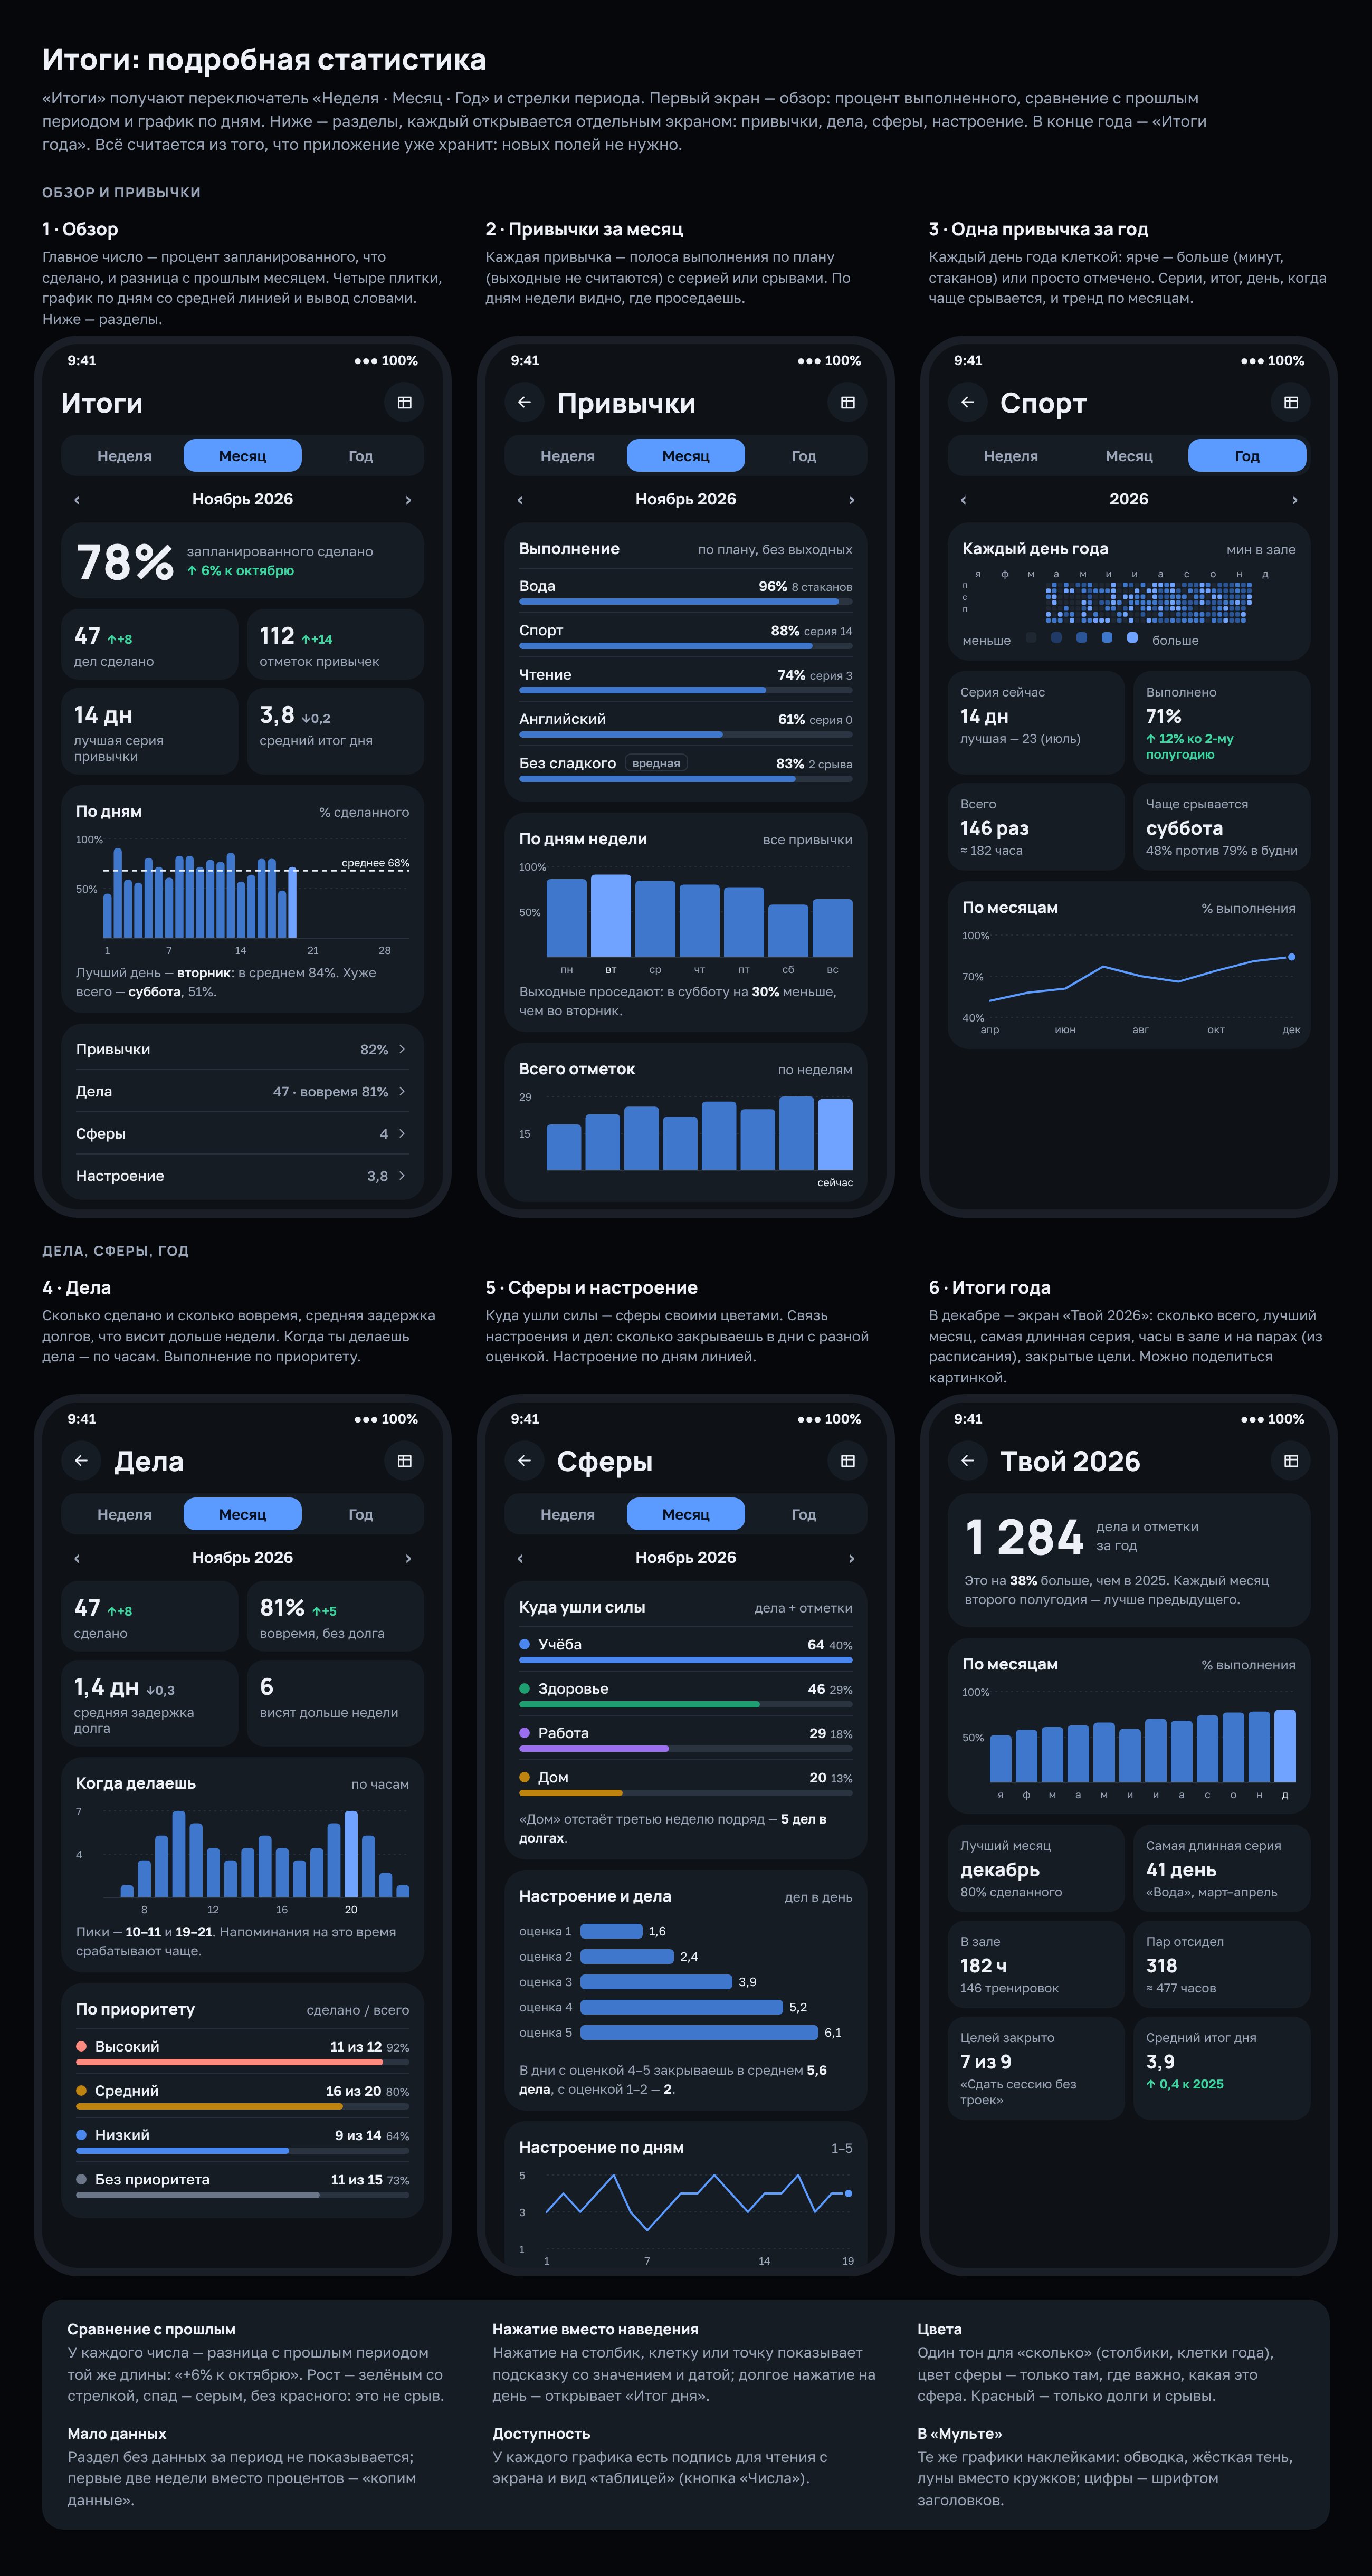 Итоги: подробная статистика
«Итоги» получают переключатель «Неделя · Месяц · Год» и стрелки периода. Первый экран — обзор: процент выполненного, сравнение с прошлым
периодом и график по дням. Ниже — разделы, каждый открывается отдельным экраном: привычки, дела, сферы, настроение. В конце года — «Итоги
года». Всё считается из того, что приложение уже хранит: новых полей не нужно.
ОБЗОР И ПРИВЫЧКИ
1 · Обзор
Главное число — процент запланированного, что
сделано, и разница с прошлым месяцем. Четыре плитки,
график по дням со средней линией и вывод словами.
Ниже — разделы.
9:41 ●●● 100%
Итоги
Неделя Месяц Год
‹ Ноябрь 2026 ›
78% запланированного сделано
↑ 6% к октябрю
47 ↑+8
дел сделано
112 ↑+14
отметок привычек
14 дн
лучшая серия
привычки
3,8 ↓0,2
средний итог дня
По дням % сделанного
100%
среднее 68%
50%
1 7 14 21 28
Лучший день — вторник: в среднем 84%. Хуже
всего — суббота, 51%.
Привычки 82% ›
Дела 47 · вовремя 81% ›
Сферы 4 ›
Настроение 3,8 ›
2 · Привычки за месяц
Каждая привычка — полоса выполнения по плану
(выходные не считаются) с серией или срывами. По
дням недели видно, где проседаешь.
9:41 ●●● 100%
← Привычки
Неделя Месяц Год
‹ Ноябрь 2026 ›
Выполнение по плану, без выходных
Вода 96% 8 стаканов
Спорт 88% серия 14
Чтение 74% серия 3
Английский 61% серия 0
Без сладкого вредная 83% 2 срыва
По дням недели все привычки
100%
50%
пн вт ср чт пт сб вс
Выходные проседают: в субботу на 30% меньше,
чем во вторник.
Всего отметок по неделям
29
15
сейчас
3 · Одна привычка за год
Каждый день года клеткой: ярче — больше (минут,
стаканов) или просто отмечено. Серии, итог, день, когда
чаще срывается, и тренд по месяцам.
9:41 ●●● 100%
← Спорт
Неделя Месяц Год
‹ 2026 ›
Каждый день года мин в зале
я ф м а м и и а с о н д
п
с
п
меньше больше
Серия сейчас
14 дн
лучшая — 23 (июль)
Выполнено
71%
↑ 12% ко 2-му
полугодию
Всего
146 раз
≈ 182 часа
Чаще срывается
суббота
48% против 79% в будни
По месяцам % выполнения
100%
70%
40%
апр июн авг окт дек
ДЕЛА, СФЕРЫ, ГОД
4 · Дела
Сколько сделано и сколько вовремя, средняя задержка
долгов, что висит дольше недели. Когда ты делаешь
дела — по часам. Выполнение по приоритету.
9:41 ●●● 100%
← Дела
Неделя Месяц Год
‹ Ноябрь 2026 ›
47 ↑+8
сделано
81% ↑+5
вовремя, без долга
1,4 дн ↓0,3
средняя задержка
долга
6
висят дольше недели
Когда делаешь по часам
7
4
8 12 16 20
Пики — 10–11 и 19–21. Напоминания на это время
срабатывают чаще.
По приоритету сделано / всего
Высокий 11 из 12 92%
Средний 16 из 20 80%
Низкий 9 из 14 64%
Без приоритета 11 из 15 73%
5 · Сферы и настроение
Куда ушли силы — сферы своими цветами. Связь
настроения и дел: сколько закрываешь в дни с разной
оценкой. Настроение по дням линией.
9:41 ●●● 100%
← Сферы
Неделя Месяц Год
‹ Ноябрь 2026 ›
Куда ушли силы дела + отметки
Учёба 64 40%
Здоровье 46 29%
Работа 29 18%
Дом 20 13%
«Дом» отстаёт третью неделю подряд — 5 дел в
долгах.
Настроение и дела дел в день
оценка 1 1,6
оценка 2 2,4
оценка 3 3,9
оценка 4 5,2
оценка 5 6,1
В дни с оценкой 4–5 закрываешь в среднем 5,6
дела, с оценкой 1–2 — 2.
Настроение по дням 1–5
5
3
1
1 7 14 19
6 · Итоги года
В декабре — экран «Твой 2026»: сколько всего, лучший
месяц, самая длинная серия, часы в зале и на парах (из
расписания), закрытые цели. Можно поделиться
картинкой.
9:41 ●●● 100%
← Твой 2026
1 284 дела и отметки
за год
Это на 38% больше, чем в 2025. Каждый месяц
второго полугодия — лучше предыдущего.
По месяцам % выполнения
100%
50%
я ф м а м и и а с о н д
Лучший месяц
декабрь
80% сделанного
Самая длинная серия
41 день
«Вода», март–апрель
В зале
182 ч
146 тренировок
Пар отсидел
318
≈ 477 часов
Целей закрыто
7 из 9
«Сдать сессию без
троек»
Средний итог дня
3,9
↑ 0,4 к 2025
Сравнение с прошлым
У каждого числа — разница с прошлым периодом
той же длины: «+6% к октябрю». Рост — зелёным со
стрелкой, спад — серым, без красного: это не срыв.
Нажатие вместо наведения
Нажатие на столбик, клетку или точку показывает
подсказку со значением и датой; долгое нажатие на
день — открывает «Итог дня».
Цвета
Один тон для «сколько» (столбики, клетки года),
цвет сферы — только там, где важно, какая это
сфера. Красный — только долги и срывы.
Мало данных
Раздел без данных за период не показывается;
первые две недели вместо процентов — «копим
данные».
Доступность
У каждого графика есть подпись для чтения с
экрана и вид «таблицей» (кнопка «Числа»).
В «Мульте»
Те же графики наклейками: обводка, жёсткая тень,
луны вместо кружков; цифры — шрифтом
заголовков.